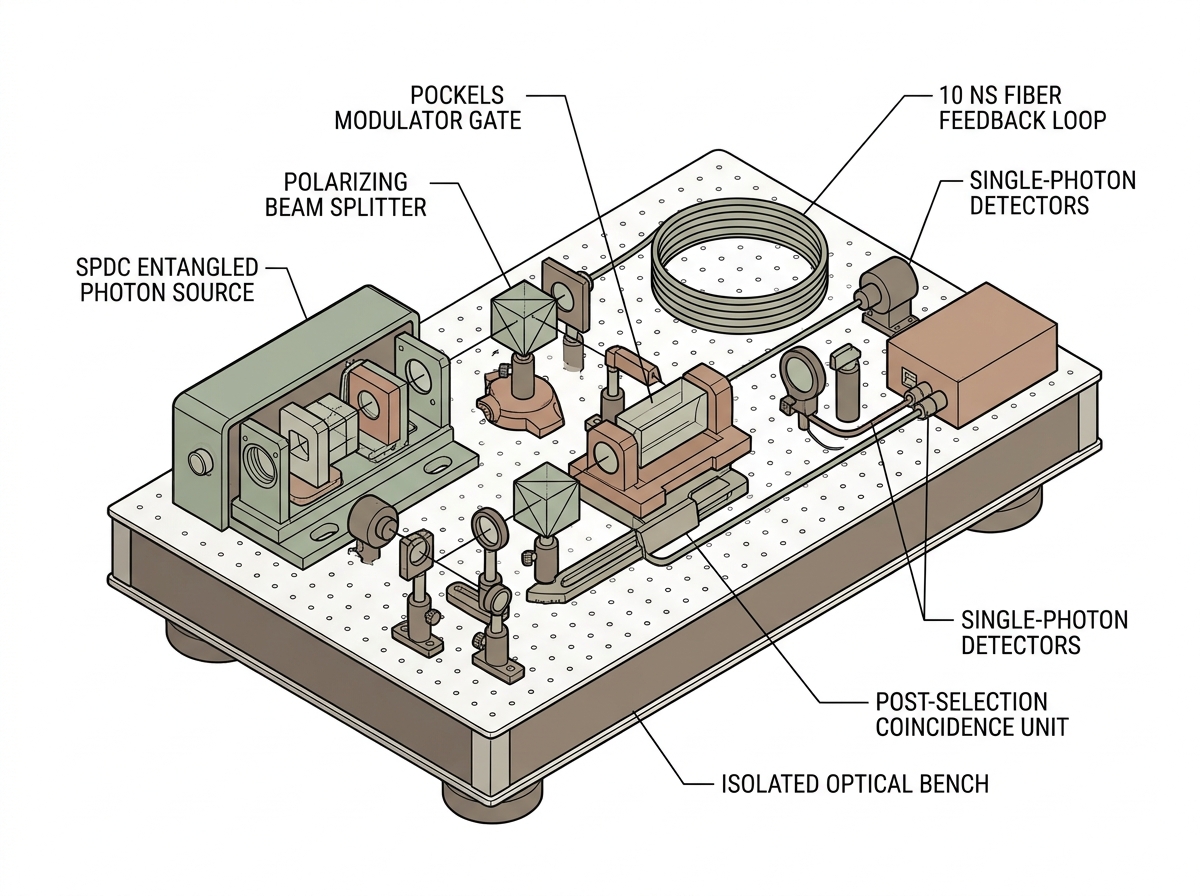 POCKELS
MODULATOR GATE
10 NS FIBER
FEEDBACK LOOP
POLARIZING
BEAM SPLITTER
SINGLE-PHOTON
DETECTORS
SPDC ENTANGLED
PHOTON SOURCE
SINGLE-PHOTON
DETECTORS
POST-SELECTION
COINCIDENCE UNIT
ISOLATED OPTICAL BENCH